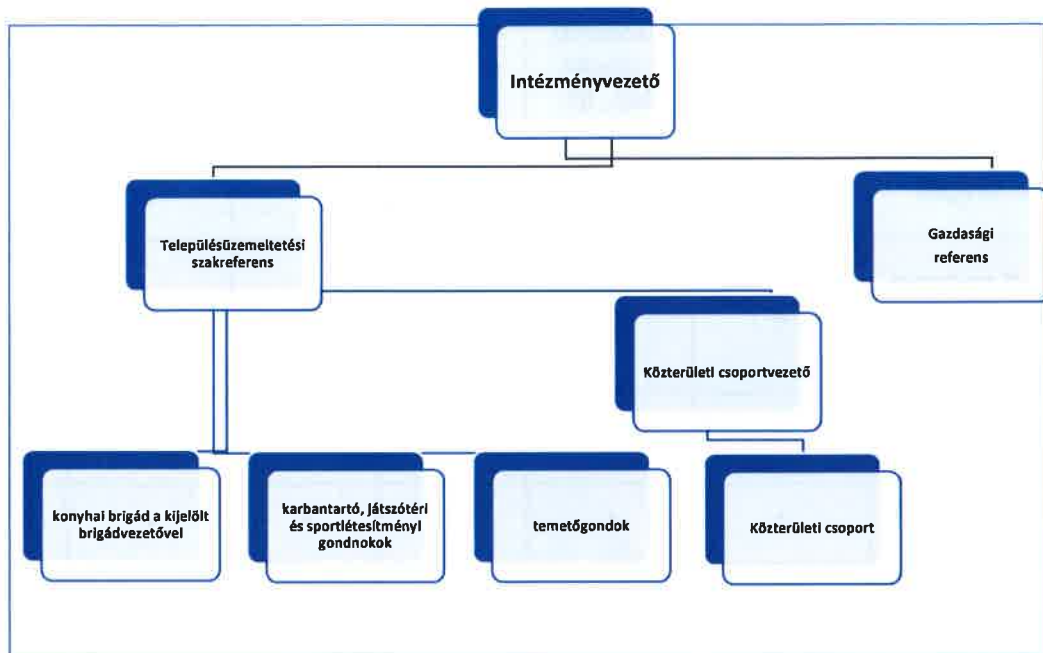 Intézményvezető
Településüzemeltetési
szakreferens
Gazdasági
referens
Közterületi csoportvezető
konyhai brigád a kijelölt
brigádvezetővel
karbantartó, játszótéri
és sportlétesítményi
gondnokok
temetőgondok
Közterületi csoport